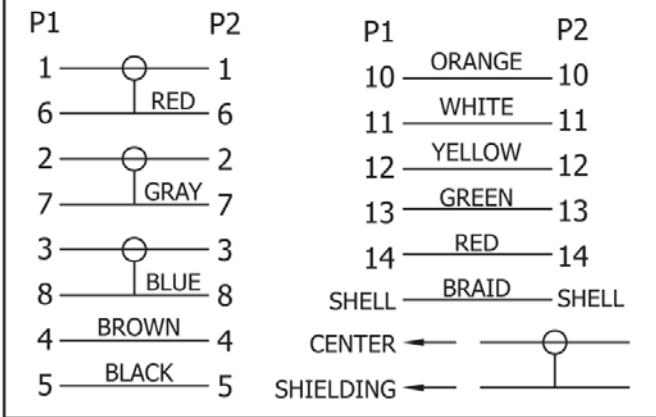 P1 P2
1 1
RED
6 6
2 2
GRAY
7 7
3 3
BLUE
8 8
4 BROWN 4
5 BLACK 5
P1 P2
10 ORANGE 10
11 WHITE 11
12 YELLOW 12
13 GREEN 13
14 RED 14
SHELL BRAID SHELL
CENTER
SHIELDING